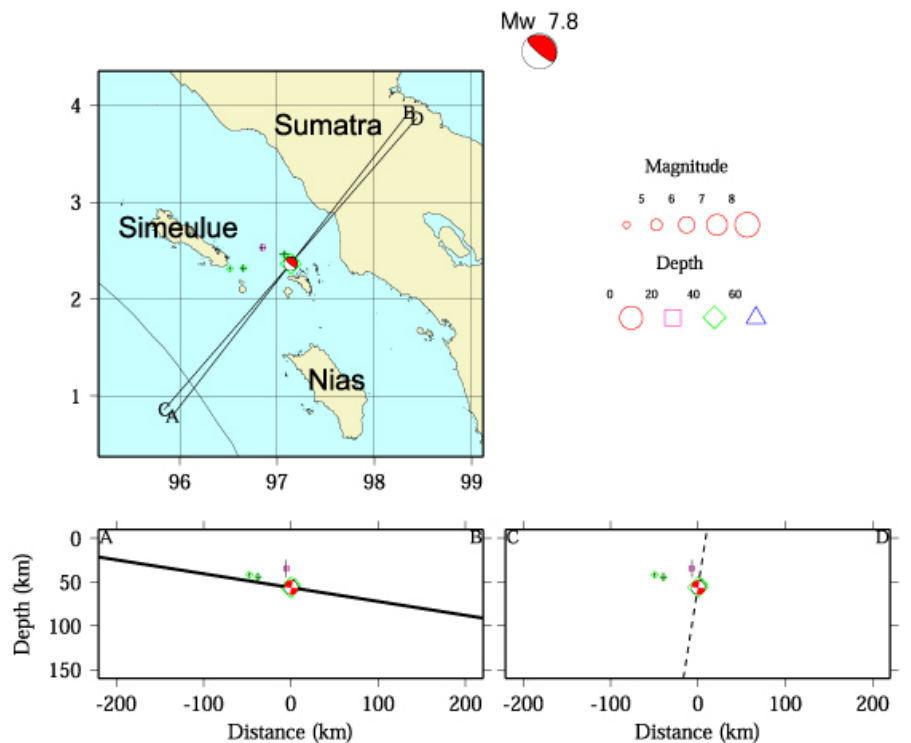 Mw 7.8
4
3
2
1
Sumatra
B
D
Simeulue
Nias
C
A
96 97 98 99
Magnitude
5 6 7 8
Depth
0 20 40 60
A B
C D
0
50
100
150
Depth (km)
-200 -100 0 100 200
-200 -100 0 100 200
Distance (km)
Distance (km)